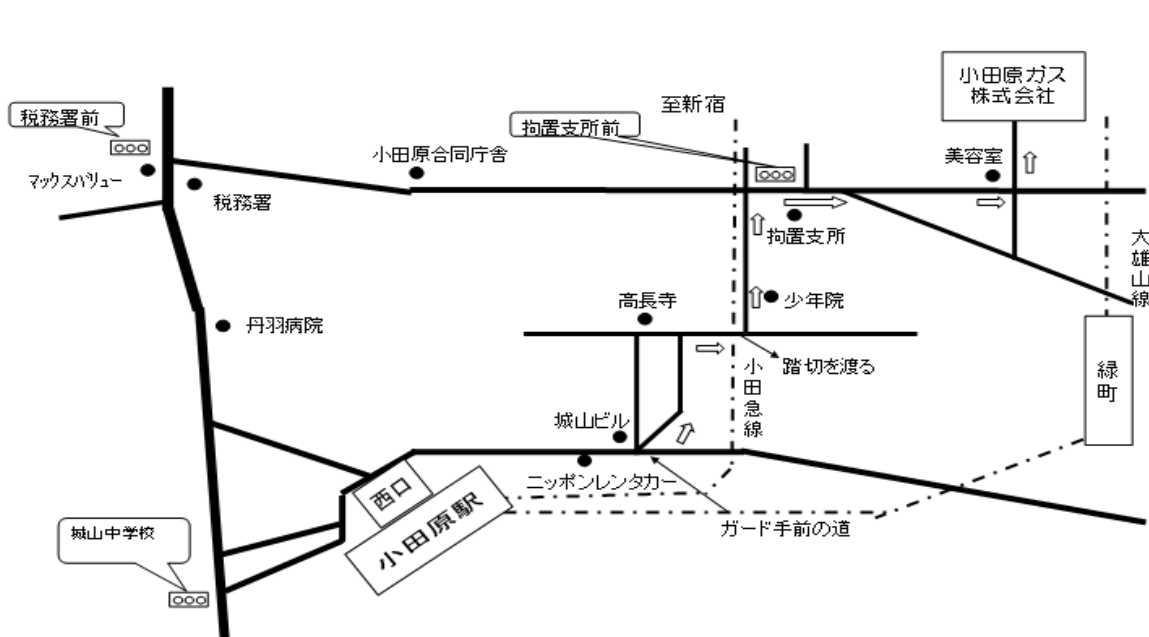 小田原ガス
株式会社
至新宿
税務署前
拘置支所前
小田原合同庁舎
美容室
マックスバリュー
税務署
拘置支所
大雄山線
高長寺
少年院
丹羽病院
踏切を渡る
小田急線
緑町
城山ビル
ニッポンレンタカー
西口
小田原駅
ガード手前の道
城山中学校